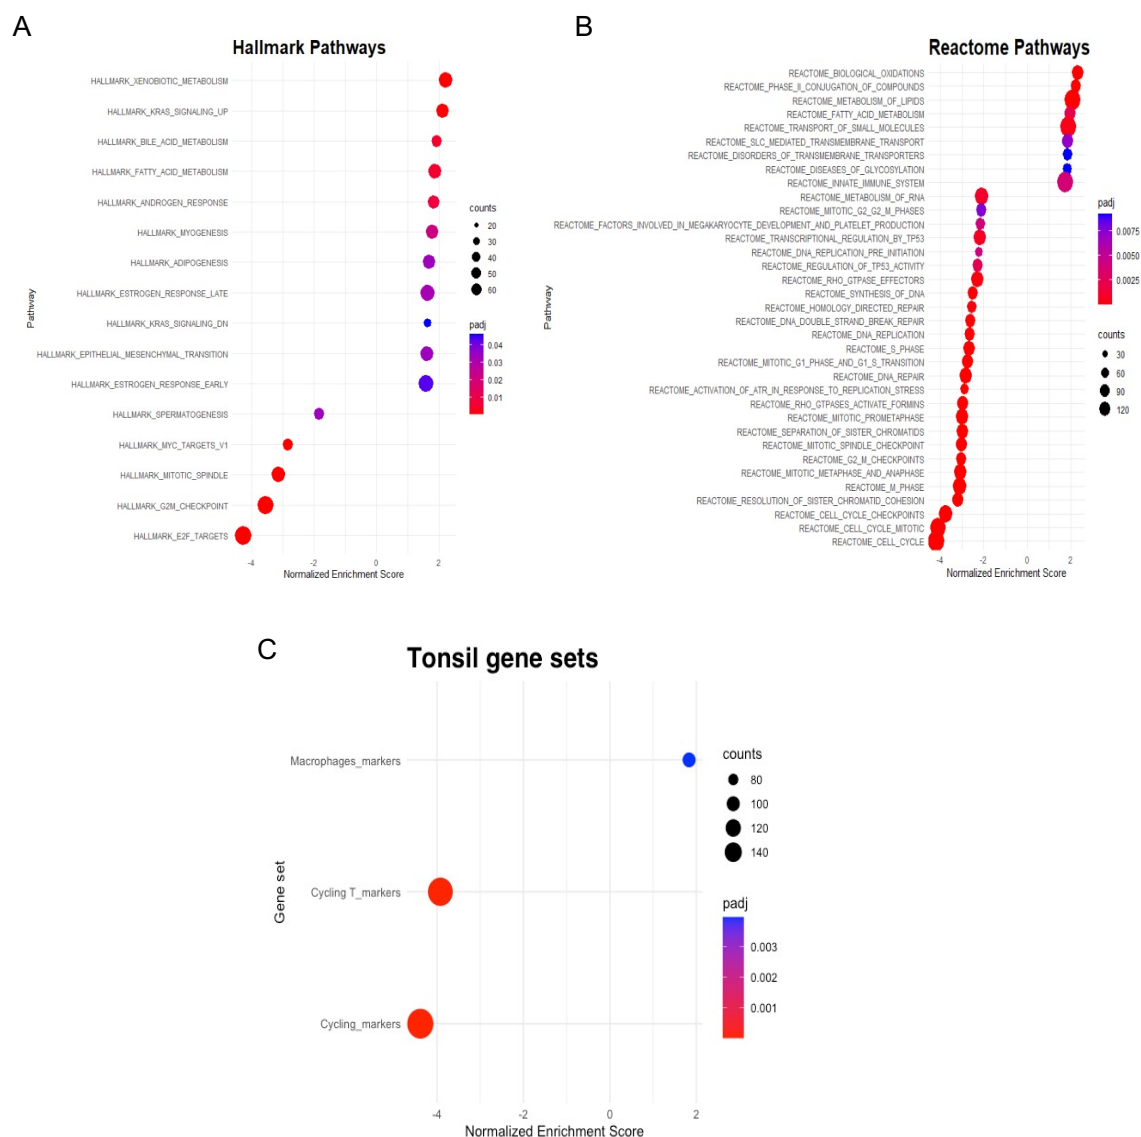 A
Hallmark Pathways
HALLMARK_XENOBIOTIC_METABOLISM
HALLMARK_KRAS_SIGNALING_UP
HALLMARK_BILE_ACID_METABOLISM
HALLMARK_FATTY_ACID_METABOLISM
HALLMARK_ANDROGEN_RESPONSE
HALLMARK_MYOGENESIS
HALLMARK_ADIPOGENESIS
HALLMARK_ESTROGEN_RESPONSE_LATE
HALLMARK_KRAS_SIGNALING_DN
HALLMARK_EPITHELIAL_MESENCHYMAL_TRANSITION
HALLMARK_ESTROGEN_RESPONSE_EARLY
HALLMARK_SPERMATOGENESIS
HALLMARK_MYC_TARGETS_V1
HALLMARK_MITOTIC_SPINDLE
HALLMARK_G2M_CHECKPOINT
HALLMARK_E2F_TARGETS
Pathway
-4 -2 0 2
Normalized Enrichment Score
counts
20
30
40
50
60
padj
0.04
0.03
0.02
0.01
B
Reactome Pathways
REACTOME_BIOLOGICAL_OXIDATIONS
REACTOME_PHASE_II_CONJUGATION_OF_COMPOUNDS
REACTOME_METABOLISM_OF_LIPIDS
REACTOME_FATTY_ACID_METABOLISM
REACTOME_TRANSPORT_OF_SMALL_MOLECULES
REACTOME_SLC_MEDIATED_TRANSMEMBRANE_TRANSPORT
REACTOME_DISORDERS_OF_TRANSMEMBRANE_TRANSPORTERS
REACTOME_DISEASES_OF_GLYCOSYLATION
REACTOME_INNATE_IMMUNE_SYSTEM
REACTOME_METABOLISM_OF_RNA
REACTOME_MITOTIC_G2_G2_M_PHASES
REACTOME_FACTORS_INVOLVED_IN_MEGAKARYOCYTE_DEVELOPMENT_AND_PLATELET_PRODUCTION
REACTOME_TRANSCRIPTIONAL_REGULATION_BY_TP53
REACTOME_DNA_REPLICATION_PRE_INITIATION
REACTOME_REGULATION_OF_TP53_ACTIVITY
REACTOME_RHO_GTPASE_EFFECTORS
REACTOME_SYNTHESIS_OF_DNA
REACTOME_HOMOLOGY_DIRECTED_REPAIR
REACTOME_DNA_DOUBLE_STRAND_BREAK_REPAIR
REACTOME_DNA_REPLICATION
REACTOME_S_PHASE
REACTOME_MITOTIC_G1_PHASE_AND_G1_S_TRANSITION
REACTOME_DNA_REPAIR
REACTOME_ACTIVATION_OF_ATR_IN_RESPONSE_TO_REPLICATION_STRESS
REACTOME_RHO_GTPASES_ACTIVATE_FORMINS
REACTOME_MITOTIC_PROMETAPHASE
REACTOME_SEPARATION_OF_SISTER_CHROMATIDS
REACTOME_MITOTIC_SPINDLE_CHECKPOINT
REACTOME_G2_M_CHECKPOINTS
REACTOME_MITOTIC_METAPHASE_AND_ANAPHASE
REACTOME_M_PHASE
REACTOME_RESOLUTION_OF_SISTER_CHROMATID_COHESION
REACTOME_CELL_CYCLE_CHECKPOINTS
REACTOME_CELL_CYCLE_MITOTIC
REACTOME_CELL_CYCLE
Pathway
-4 -2 0 2
Normalized Enrichment Score
padj
0.0075
0.0050
0.0025
counts
30
60
90
120
C
Tonsil gene sets
Macrophages_markers
Cycling T_markers
Cycling_markers
Gene set
-4 -2 0 2
Normalized Enrichment Score
counts
80
100
120
140
padj
0.003
0.002
0.001